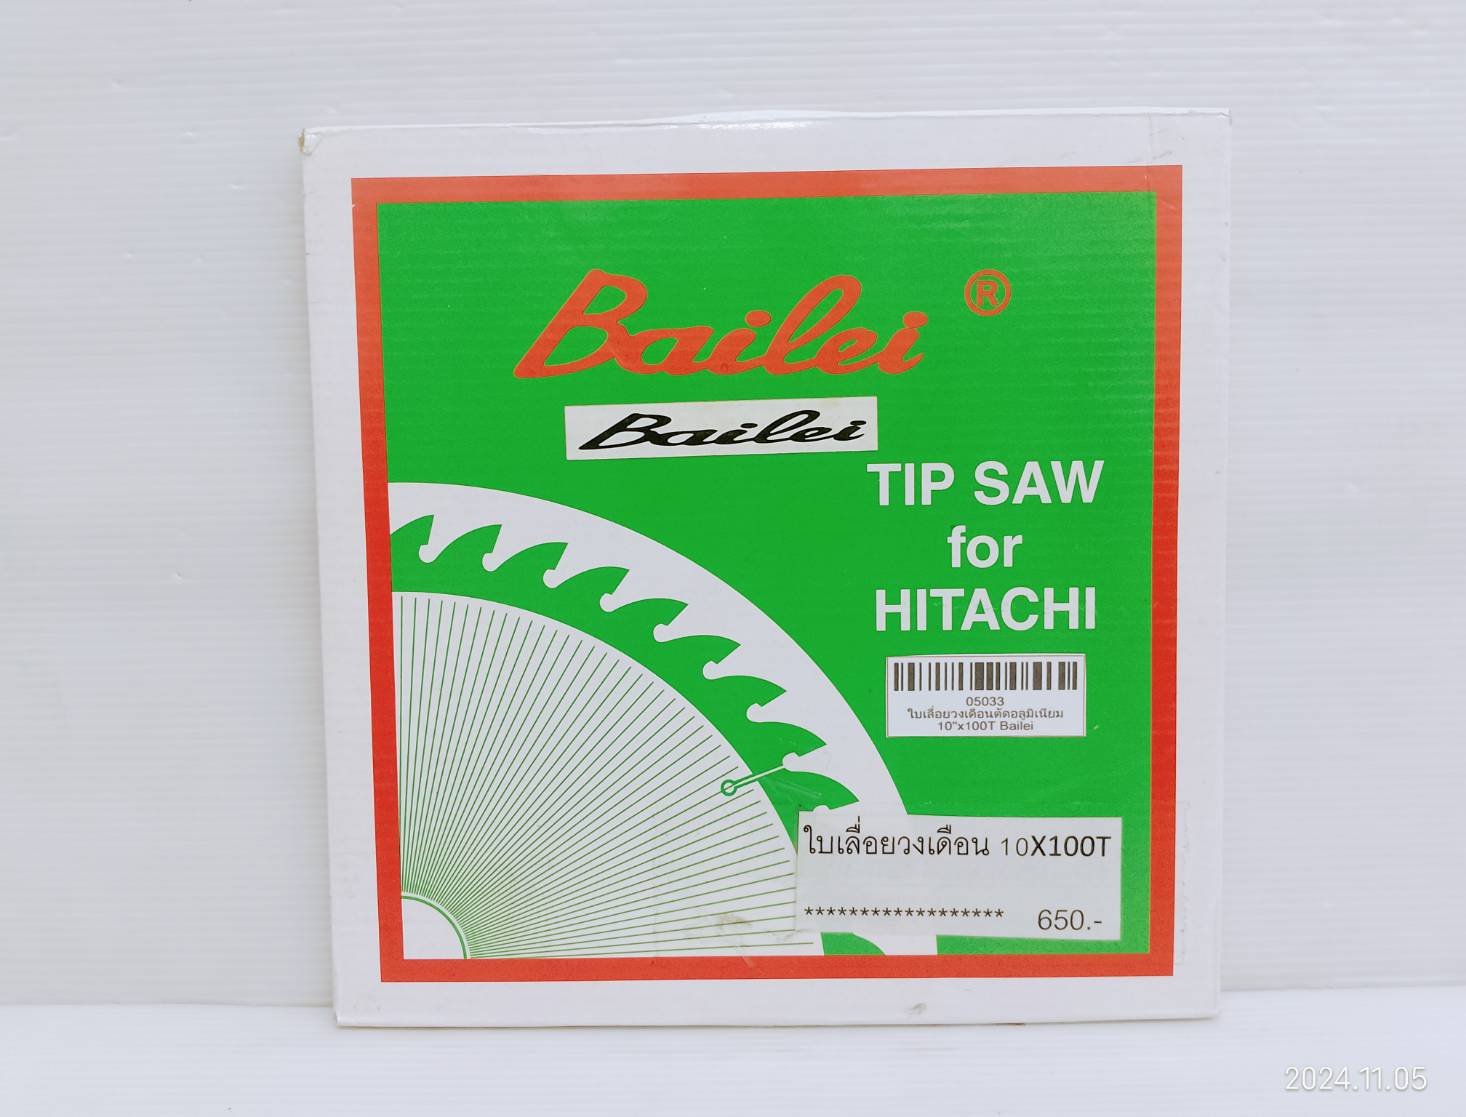 Bailei ®
Bailei
TIP SAW
for
HITACHI
05033
ใบเลื่อยวงเดือนตัดอลูมิเนียม
10"x100T Bailei
ใบเลื่อยวงเดือน 10X100T
****************** 650.-
2024.11.05